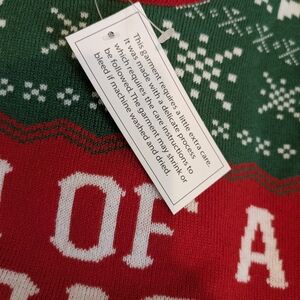 This garment requires a little extra care.
It was made with a delicate process
which requires the care instructions to
be followed. The garment may shrink or
bleed if machine washed and dried.
OF A